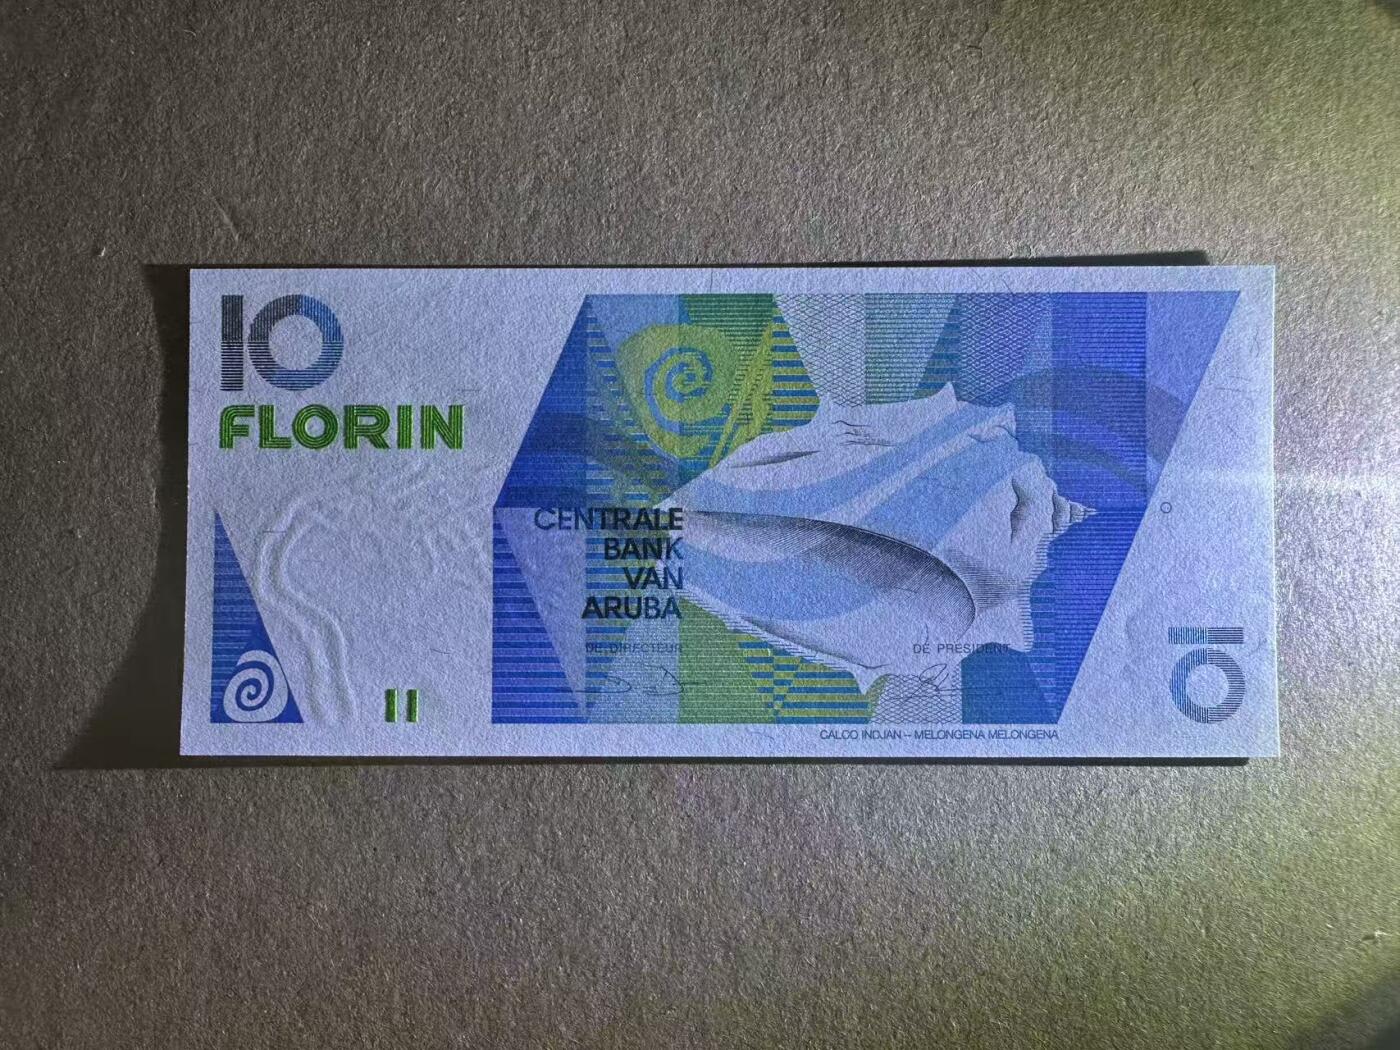 10
FLORIN
CENTRALE
BANK
VAN
ARUBA
DE DIRECTEUR
DE PRESIDENT
CALCO INDJAN – MELONGENA MELONGENA
10